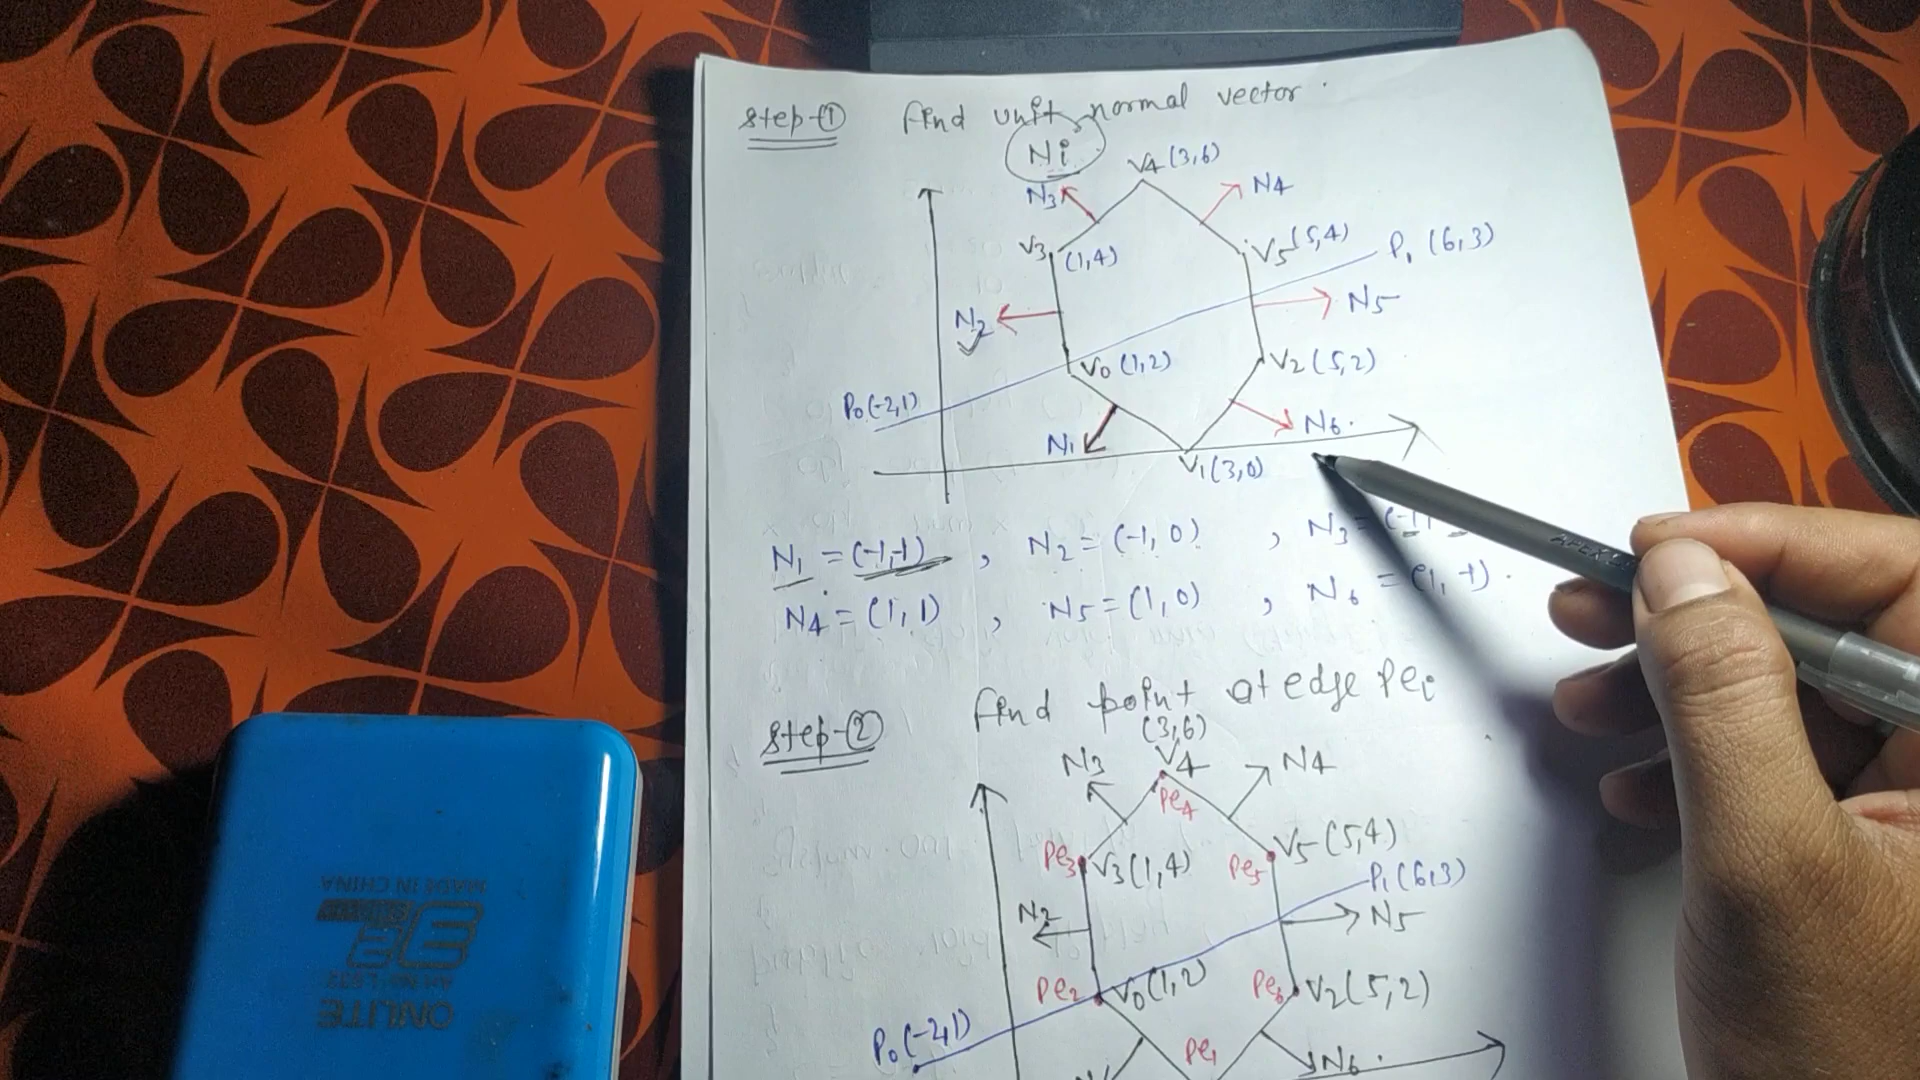 Step-① Find unit normal vector.
Ni
V4 (3,6)
N3
N4
V3
(1,4)
V5 (5,4)
P1 (6,3)
N2
N5
V0 (1,2)
V2 (5,2)
P0(-2,1)
N1
N6.
V1(3,0)
N1 = (-1,-1) , N2 = (-1, 0) , N3 = (-1,
N4 = (1, 1) , N5 = (1, 0) , N6 = (1, -1).
Step-② Find point at edge Pei
(3,6)
V4
N3
N4
Pe4
Pe3 V3(1,4)
Pe5 V5(5,4)
P1(6,3)
N2
N5
Pe2 V0(1,2)
Pe6 V2(5,2)
P0(-2,1)
Pe1
N6.
MADE IN CHINA
ONLITE